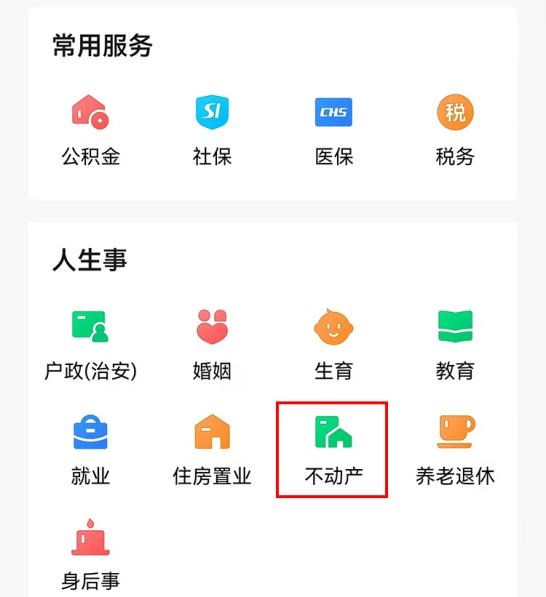 常用服务
SI
CHS
税
公积金 社保 医保 税务
人生事
户政(治安) 婚姻 生育 教育
就业 住房置业 不动产 养老退休
身后事